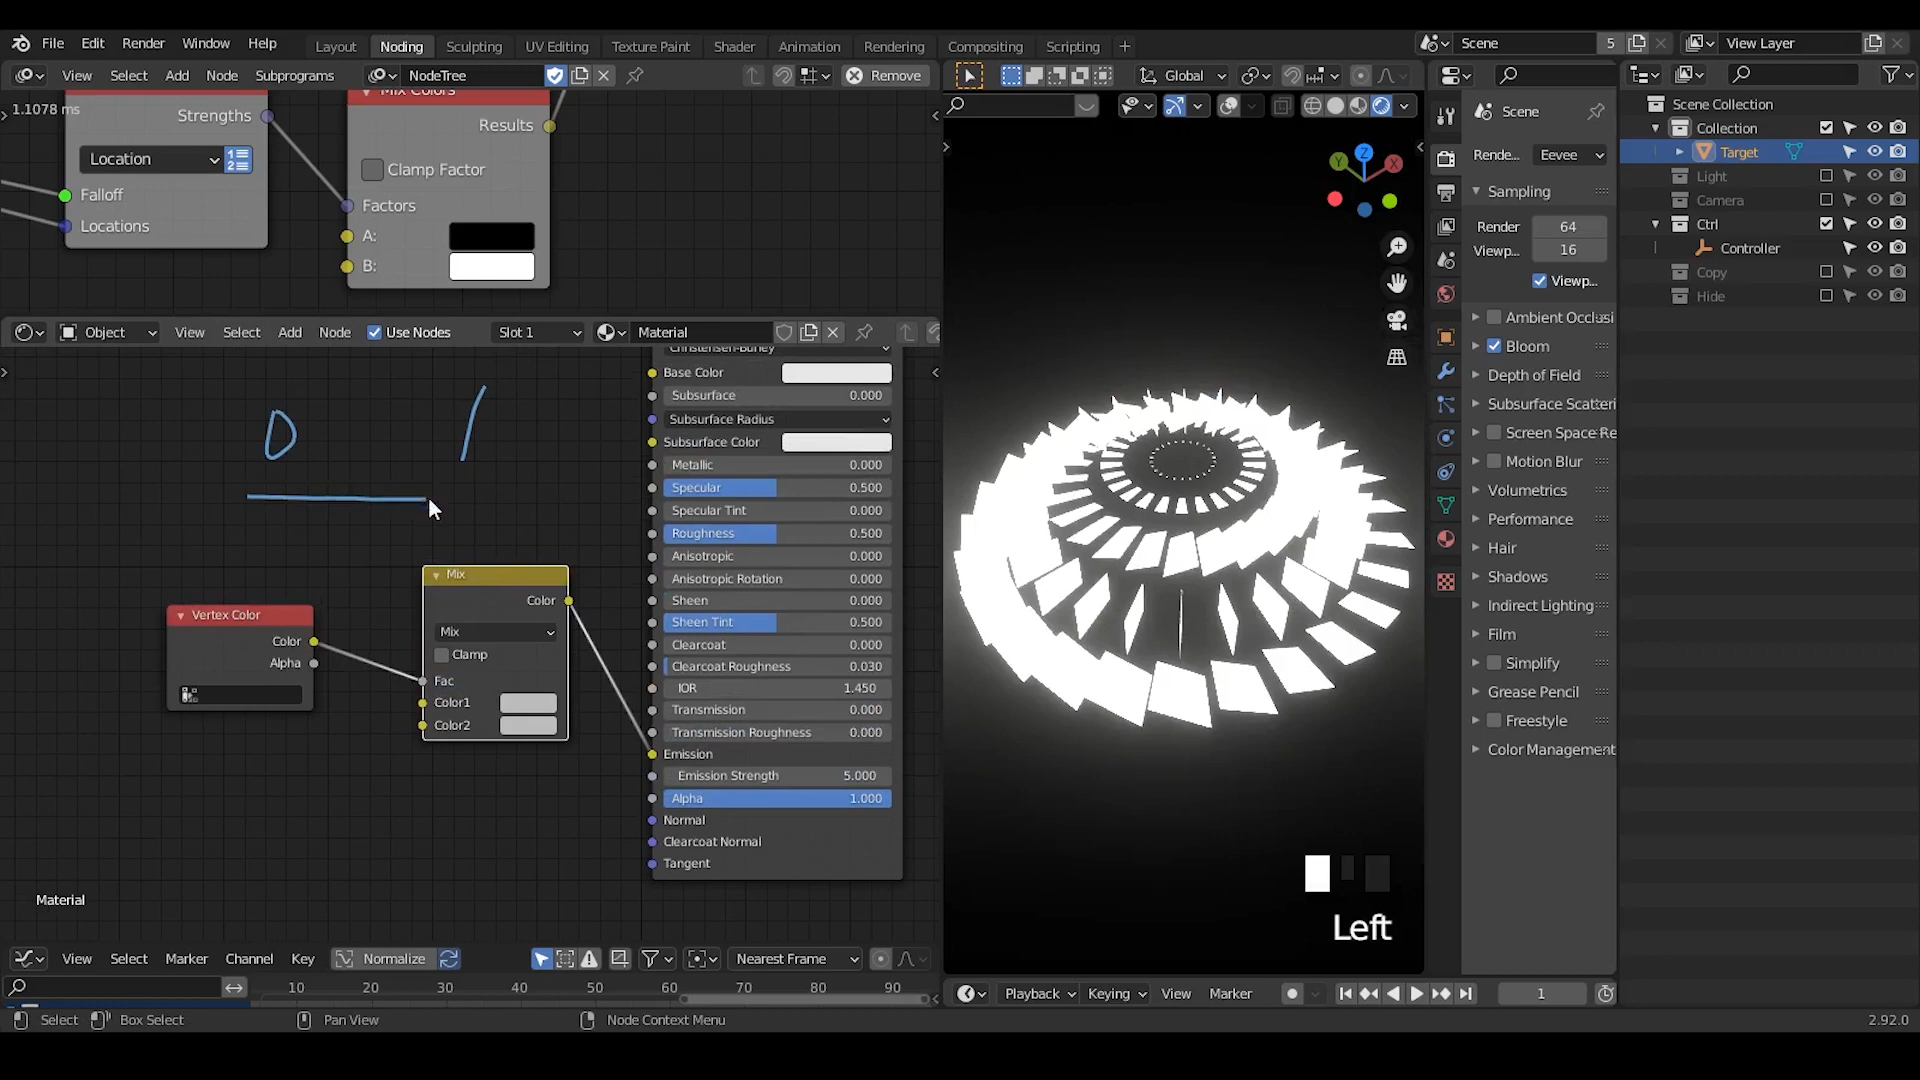 File Edit Render Window Help Layout Noding Sculpting UV Editing Texture Paint Shader Animation Rendering Compositing Scripting + Scene 5 View Layer
View Select Add Node Subprograms NodeTree Remove Global
1.1078 ms
Strengths
Location
Falloff
Locations
Mix Colors
Results
Clamp Factor
Factors
A:
B:
Object View Select Add Node Use Nodes Slot 1 Material
0 1
Vertex Color
Color
Alpha
Mix
Color
Mix
Clamp
Fac
Color1
Color2
Christensen-Burley
Base Color
Subsurface 0.000
Subsurface Radius
Subsurface Color
Metallic 0.000
Specular 0.500
Specular Tint 0.000
Roughness 0.500
Anisotropic 0.000
Anisotropic Rotation 0.000
Sheen 0.000
Sheen Tint 0.500
Clearcoat 0.000
Clearcoat Roughness 0.030
IOR 1.450
Transmission 0.000
Transmission Roughness 0.000
Emission
Emission Strength 5.000
Alpha 1.000
Normal
Clearcoat Normal
Tangent
Material
Z
Y
X
Left
Scene
Rende... Eevee
Sampling
Render 64
Viewp... 16
Viewp...
Ambient Occlusi
Bloom
Depth of Field
Subsurface Scatteri
Screen Space Re
Motion Blur
Volumetrics
Performance
Hair
Shadows
Indirect Lighting
Film
Simplify
Grease Pencil
Freestyle
Color Management
Scene Collection
Collection
Target
Light
Camera
Ctrl
Controller
Copy
Hide
View Select Marker Channel Key Normalize Nearest Frame
10 20 30 40 50 60 70 80 90
Playback Keying View Marker 1
Select Box Select Pan View Node Context Menu 2.92.0